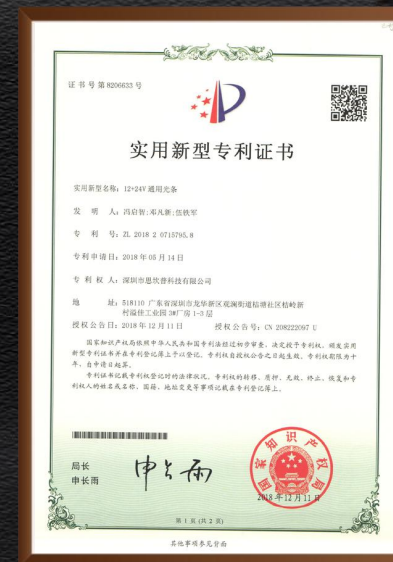 证书号第8206633号
实用新型专利证书
实用新型名称：12+24V通用光条
发 明 人：冯启智;邓凡新;伍铁军
专 利 号：ZL 2018 2 0715795.8
专利申请日：2018年05月14日
专 利 权 人：深圳市思坎普科技有限公司
地 址：518110 广东省深圳市龙华新区观澜街道桔塘社区桔岭新
村溢佳工业园3#厂房1-3层
授权公告日：2018年12月11日 授权公告号：CN 208222097 U
国家知识产权局依照中华人民共和国专利法经过初步审查，决定授予专利权，颁发实用
新型专利证书并在专利登记簿上予以登记。专利权自授权公告之日起生效。专利权期限为十
年，自申请日起算。
专利证书记载专利权登记时的法律状况。专利权的转移、质押、无效、终止、恢复和专
利权人的姓名或名称、国籍、地址变更等事项记载在专利登记簿上。
局长
申长雨
申长雨
国家知识产权局
2018年12月11日
第 1 页 (共 2 页)
其他事项参见背面